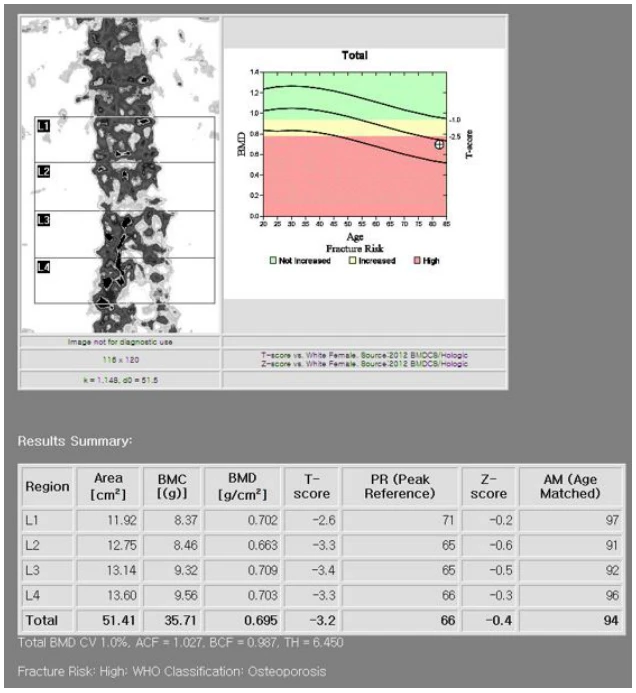 Total
L1
L2
L3
L4
BMD
1.4
1.2
1.0
0.8
0.6
0.4
0.2
0.0
-1.0
-2.5
T-score
20 25 30 35 40 45 50 55 60 65 70 75 80 85
Age
Fracture Risk
Not Increased Increased High
Image not for diagnostic use
116 x 120
k = 1.148, d0 = 51.5
T-score vs. White Female. Source:2012 BMDCS/Hologic
Z-score vs. White Female. Source:2012 BMDCS/Hologic
Results Summary:
Region Area [cm²] BMC [(g)] BMD [g/cm²] T-score PR (Peak Reference) Z-score AM (Age Matched)
L1 11.92 8.37 0.702 -2.6 71 -0.2 97
L2 12.75 8.46 0.663 -3.3 65 -0.6 91
L3 13.14 9.32 0.709 -3.4 65 -0.5 92
L4 13.60 9.56 0.703 -3.3 66 -0.3 96
Total 51.41 35.71 0.695 -3.2 66 -0.4 94
Total BMD CV 1.0%, ACF = 1.027, BCF = 0.987, TH = 6.450
Fracture Risk: High: WHO Classification: Osteoporosis